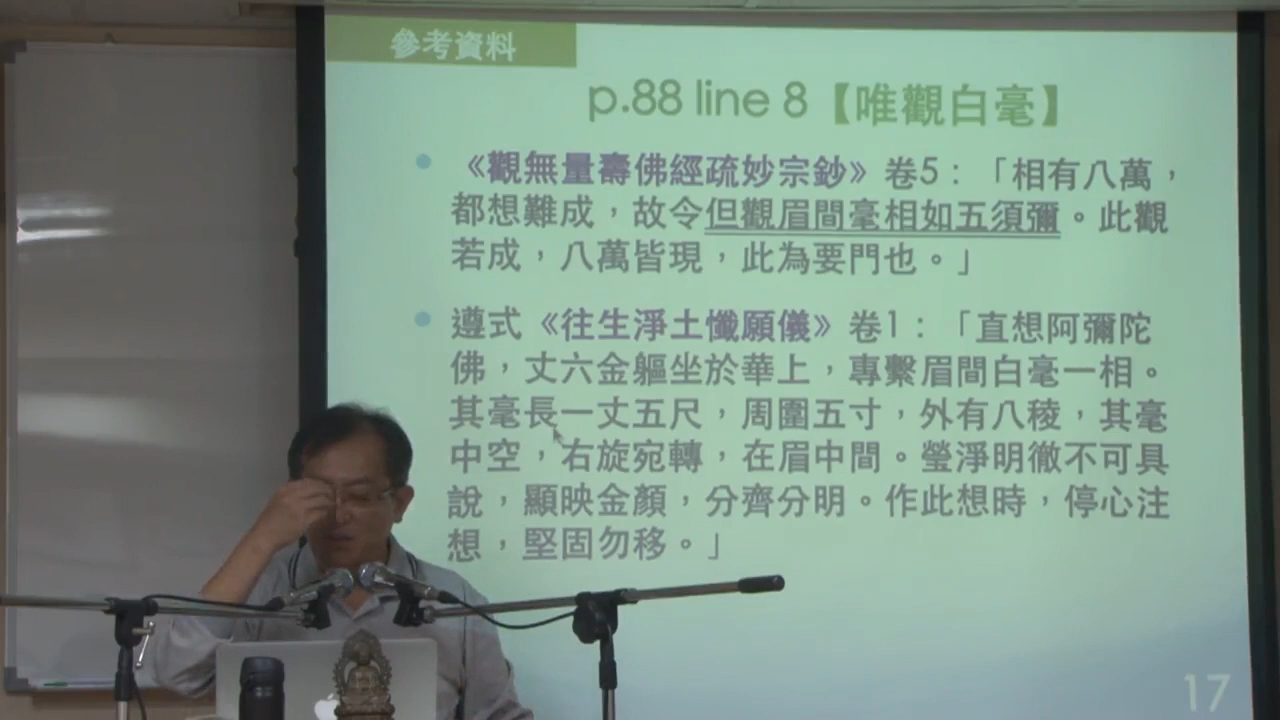 參考資料
p.88 line 8【唯觀白毫】
《觀無量壽佛經疏妙宗鈔》卷5：「相有八萬，
都想難成，故令但觀眉間毫相如五須彌。此觀
若成，八萬皆現，此為要門也。」
遵式《往生淨土懺願儀》卷1：「直想阿彌陀
佛，丈六金軀坐於華上，專繫眉間白毫一相。
其毫長一丈五尺，周圍五寸，外有八稜，其毫
中空，右旋宛轉，在眉中間。瑩淨明徹不可具
說，顯映金顏，分齊分明。作此想時，停心注
想，堅固勿移。」
17